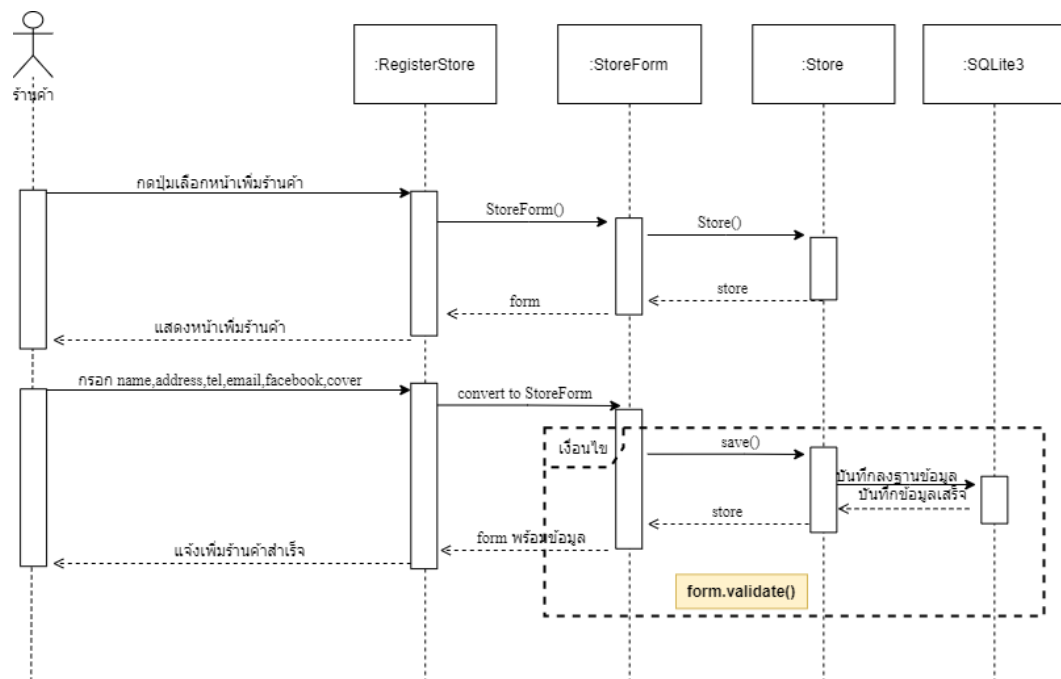 ร้านค้า
:RegisterStore
:StoreForm
:Store
:SQLite3
กดปุ่มเลือกหน้าเพิ่มร้านค้า
StoreForm()
Store()
store
form
แสดงหน้าเพิ่มร้านค้า
กรอก name,address,tel,email,facebook,cover
convert to StoreForm
เงื่อนไข
save()
บันทึกลงฐานข้อมูล
บันทึกข้อมูลเสร็จ
store
form พร้อมข้อมูล
แจ้งเพิ่มร้านค้าสำเร็จ
form.validate()